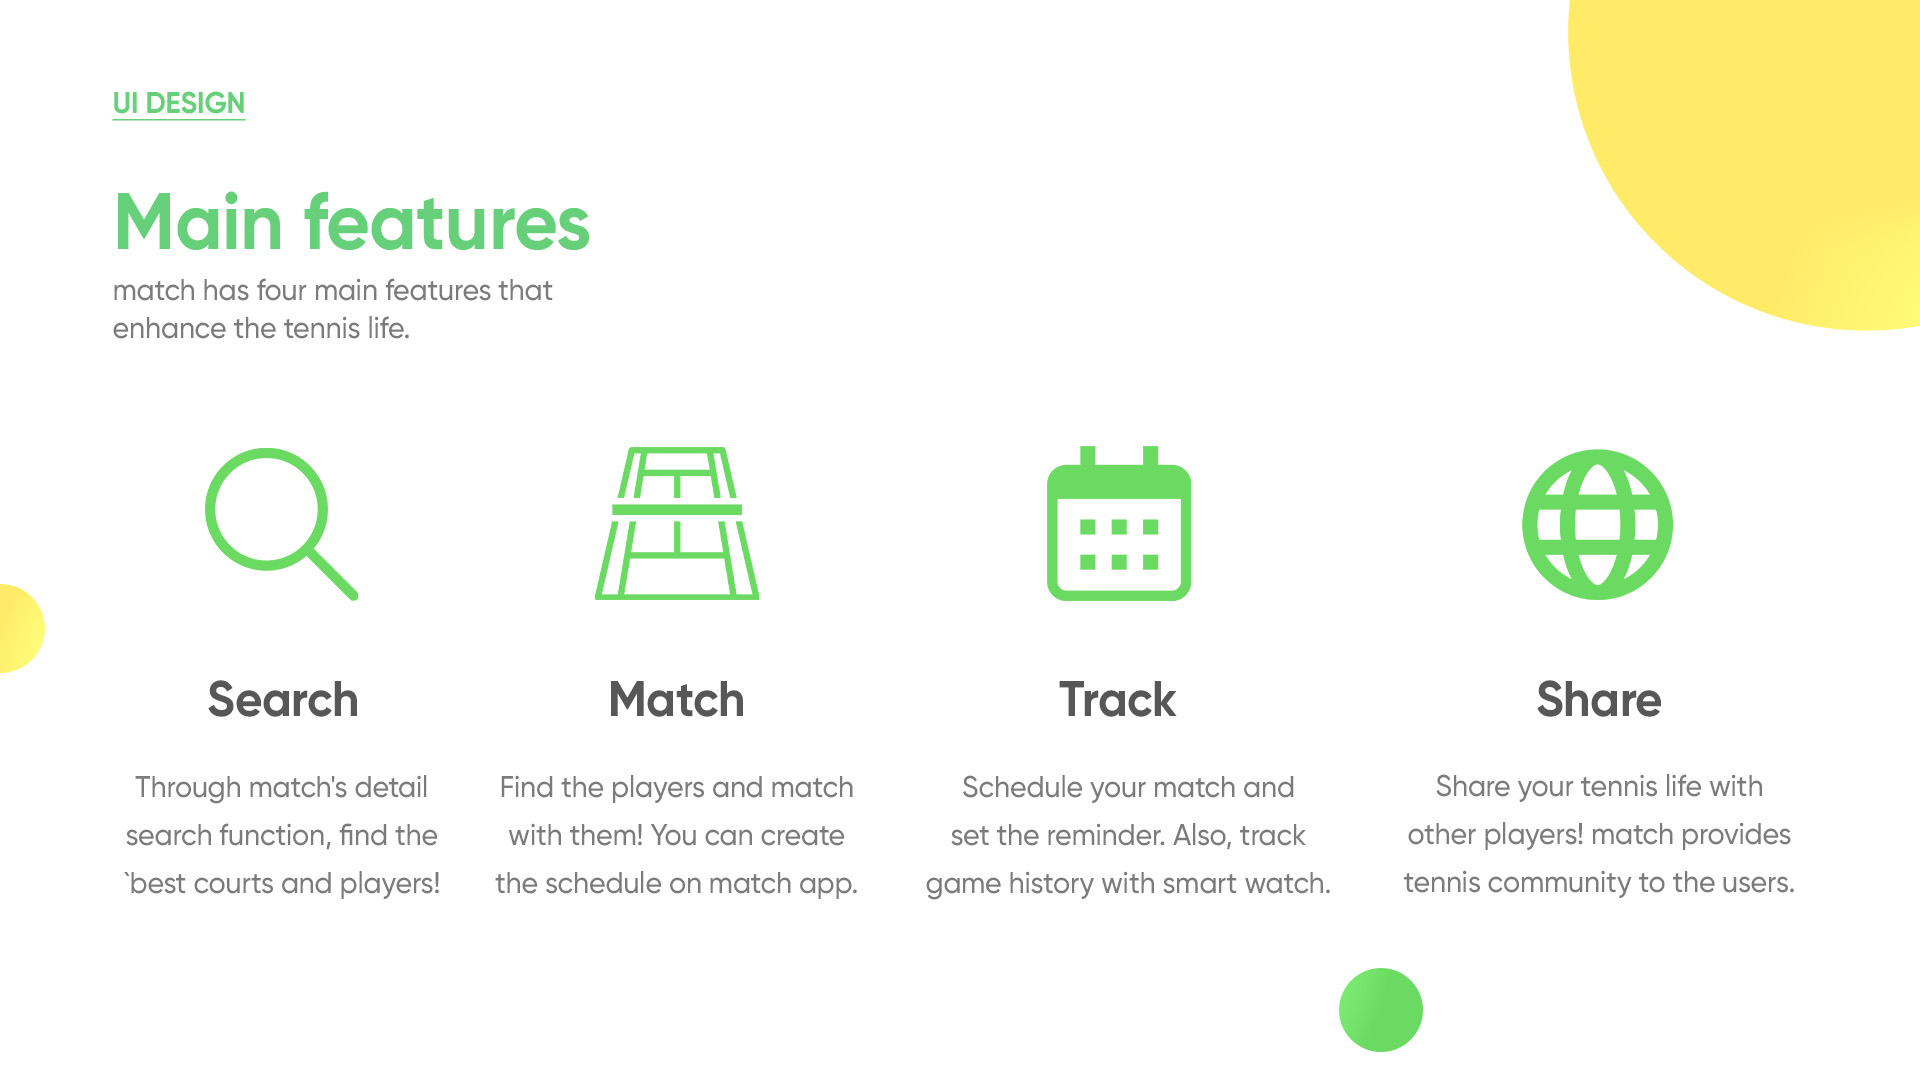 UI DESIGN
Main features
match has four main features that
enhance the tennis life.
Search
Through match's detail
search function, find the
`best courts and players!
Match
Find the players and match
with them! You can create
the schedule on match app.
Track
Schedule your match and
set the reminder. Also, track
game history with smart watch.
Share
Share your tennis life with
other players! match provides
tennis community to the users.